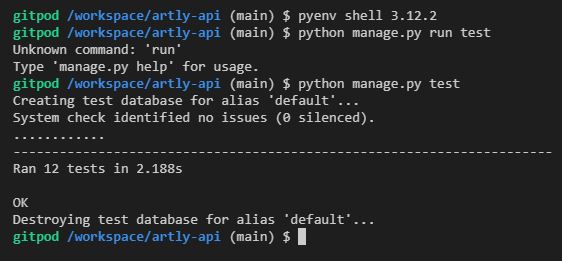 gitpod /workspace/artly-api (main) $ pyenv shell 3.12.2
gitpod /workspace/artly-api (main) $ python manage.py run test
Unknown command: 'run'
Type 'manage.py help' for usage.
gitpod /workspace/artly-api (main) $ python manage.py test
Creating test database for alias 'default'...
System check identified no issues (0 silenced).
............
----------------------------------------------------------------------
Ran 12 tests in 2.188s

OK
Destroying test database for alias 'default'...
gitpod /workspace/artly-api (main) $